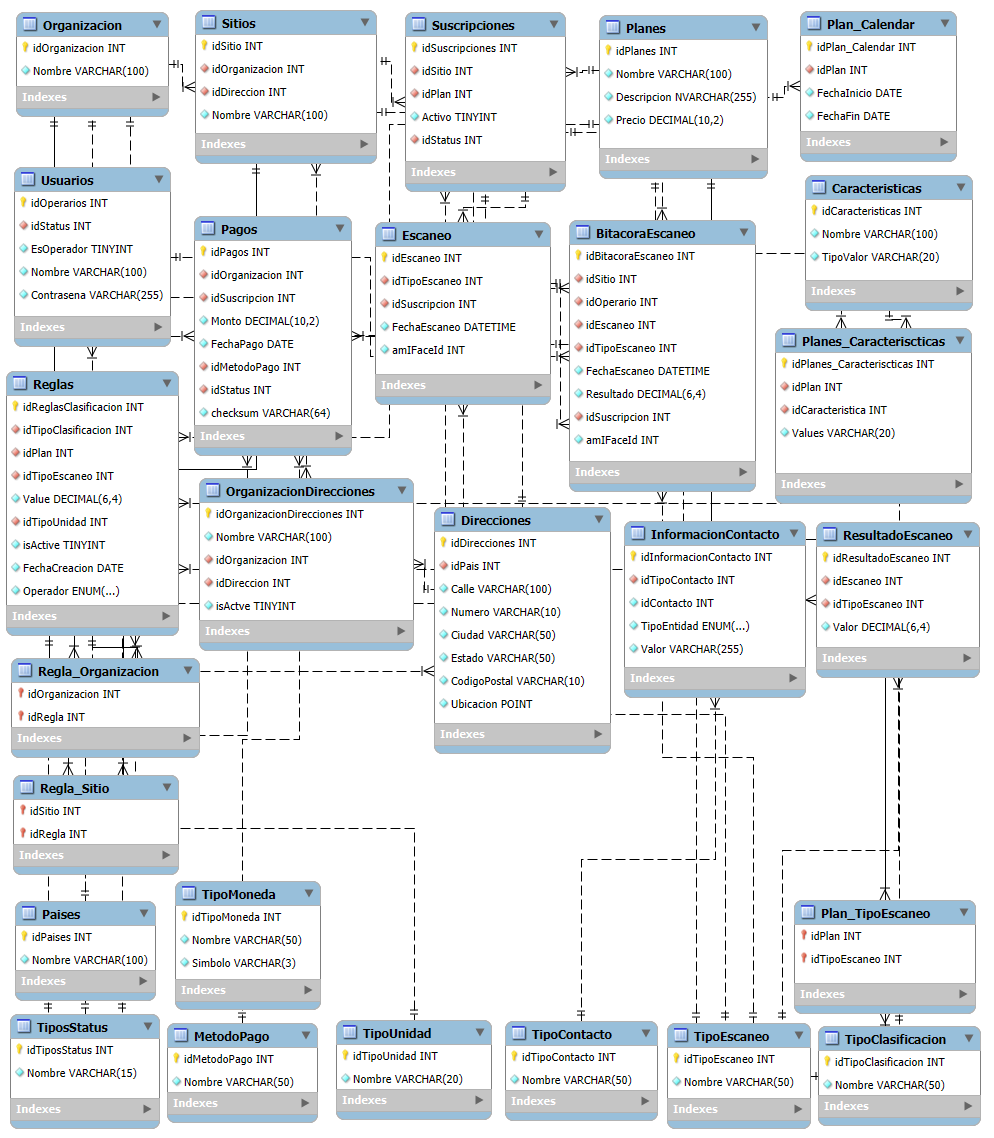 Organizacion
idOrganizacion INT
Nombre VARCHAR(100)
Indexes
Sitios
idSitio INT
idOrganizacion INT
idDireccion INT
Nombre VARCHAR(100)
Indexes
Suscripciones
idSuscripciones INT
idSitio INT
idPlan INT
Activo TINYINT
idStatus INT
Indexes
Planes
idPlanes INT
Nombre VARCHAR(100)
Descripcion NVARCHAR(255)
Precio DECIMAL(10,2)
Indexes
Plan_Calendar
idPlan_Calendar INT
idPlan INT
FechaInicio DATE
FechaFin DATE
Indexes
Usuarios
idOperarios INT
idStatus INT
EsOperador TINYINT
Nombre VARCHAR(100)
Contrasena VARCHAR(255)
Indexes
Pagos
idPagos INT
idOrganizacion INT
idSuscripcion INT
Monto DECIMAL(10,2)
FechaPago DATE
idMetodoPago INT
idStatus INT
checksum VARCHAR(64)
Indexes
Escaneo
idEscaneo INT
idTipoEscaneo INT
idSuscripcion INT
FechaEscaneo DATETIME
amIFaceId INT
Indexes
BitacoraEscaneo
idBitacoraEscaneo INT
idSitio INT
idOperario INT
idEscaneo INT
idTipoEscaneo INT
FechaEscaneo DATETIME
Resultado DECIMAL(6,4)
idSuscripcion INT
amIFaceId INT
Indexes
Caracteristicas
idCaracteristicas INT
Nombre VARCHAR(100)
TipoValor VARCHAR(20)
Indexes
Planes_Caracteriscticas
idPlanes_Caracteriscticas INT
idPlan INT
idCaracteristica INT
Values VARCHAR(20)
Indexes
Reglas
idReglasClasificacion INT
idTipoClasificacion INT
idPlan INT
idTipoEscaneo INT
Value DECIMAL(6,4)
idTipoUnidad INT
isActive TINYINT
FechaCreacion DATE
Operador ENUM(...)
Indexes
OrganizacionDirecciones
idOrganizacionDirecciones INT
Nombre VARCHAR(100)
idOrganizacion INT
idDireccion INT
isActve TINYINT
Indexes
Direcciones
idDirecciones INT
idPais INT
Calle VARCHAR(100)
Numero VARCHAR(10)
Ciudad VARCHAR(50)
Estado VARCHAR(50)
CodigoPostal VARCHAR(10)
Ubicacion POINT
Indexes
InformacionContacto
idInformacionContacto INT
idTipoContacto INT
idContacto INT
TipoEntidad ENUM(...)
Valor VARCHAR(255)
Indexes
ResultadoEscaneo
idResultadoEscaneo INT
idEscaneo INT
idTipoEscaneo INT
Valor DECIMAL(6,4)
Indexes
Regla_Organizacion
idOrganizacion INT
idRegla INT
Indexes
Regla_Sitio
idSitio INT
idRegla INT
Indexes
Paises
idPaises INT
Nombre VARCHAR(100)
Indexes
TipoMoneda
idTipoMoneda INT
Nombre VARCHAR(50)
Simbolo VARCHAR(3)
Indexes
Plan_TipoEscaneo
idPlan INT
idTipoEscaneo INT
Indexes
TiposStatus
idTiposStatus INT
Nombre VARCHAR(15)
Indexes
MetodoPago
idMetodoPago INT
Nombre VARCHAR(50)
Indexes
TipoUnidad
idTipoUnidad INT
Nombre VARCHAR(20)
Indexes
TipoContacto
idTipoContacto INT
Nombre VARCHAR(50)
Indexes
TipoEscaneo
idTipoEscaneo INT
Nombre VARCHAR(50)
Indexes
TipoClasificacion
idTipoClasificacion INT
Nombre VARCHAR(50)
Indexes